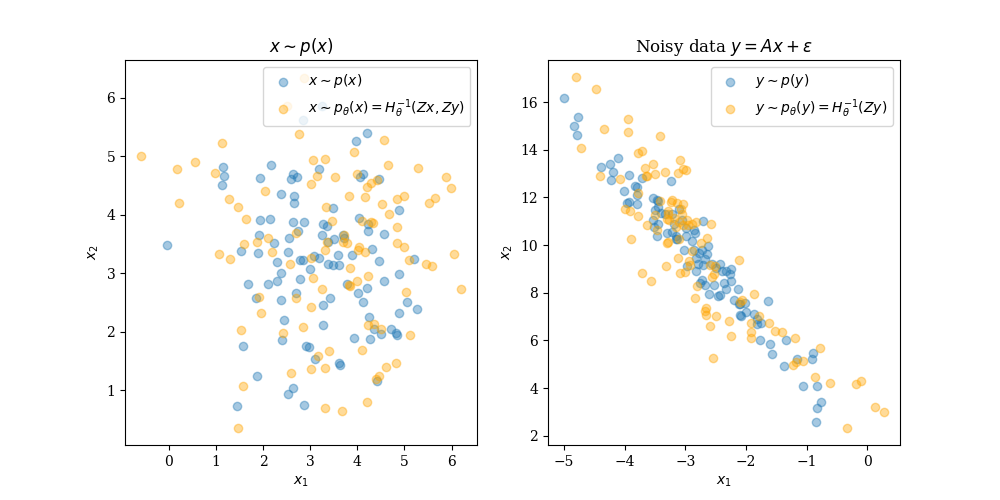 x ∼ p(x)
x ∼ p(x)
x ∼ p_θ(x) = H_θ^{-1}(Zx, Zy)
6
5
4
3
2
1
x_2
0 1 2 3 4 5 6
x_1
Noisy data y = Ax + ε
y ∼ p(y)
y ∼ p_θ(y) = H_θ^{-1}(Zy)
16
14
12
10
8
6
4
2
x_2
−5 −4 −3 −2 −1 0
x_1